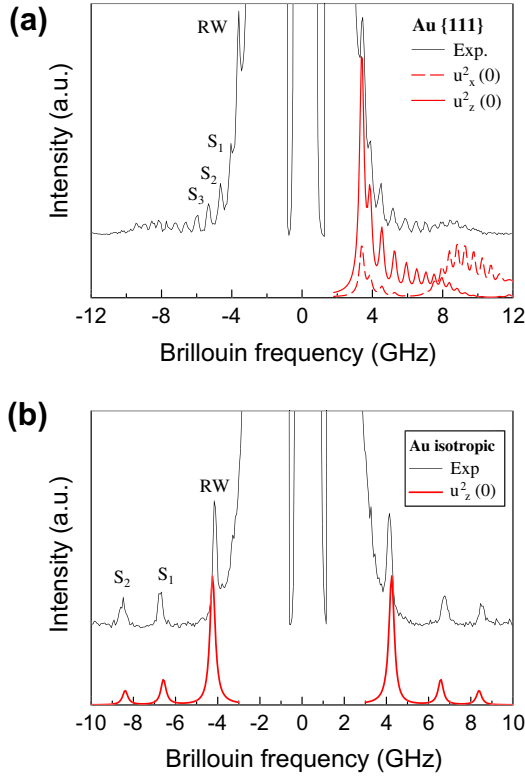 (a)
Au {111}
Exp.
u²ₓ(0)
u²_z(0)
RW
S₁
S₂
S₃
Intensity (a.u.)
-12 -8 -4 0 4 8 12
Brillouin frequency (GHz)
(b)
Au isotropic
Exp
u²_z(0)
RW
S₂
S₁
Intensity (a.u.)
-10 -8 -6 -4 -2 0 2 4 6 8 10
Brillouin frequency (GHz)